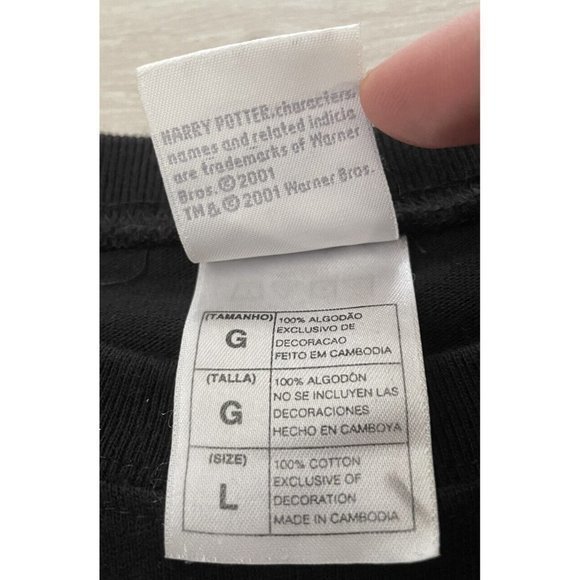 HARRY POTTER, characters,
names and related indicia
are trademarks of Warner
Bros. © 2001
TM & © 2001 Warner Bros.
(TAMANHO)
G
100% ALGODÃO
EXCLUSIVO DE
DECORACAO
FEITO EM CAMBODIA
(TALLA)
G
100% ALGODÓN
NO SE INCLUYEN LAS
DECORACIONES
HECHO EN CAMBOYA
(SIZE)
L
100% COTTON
EXCLUSIVE OF
DECORATION
MADE IN CAMBODIA